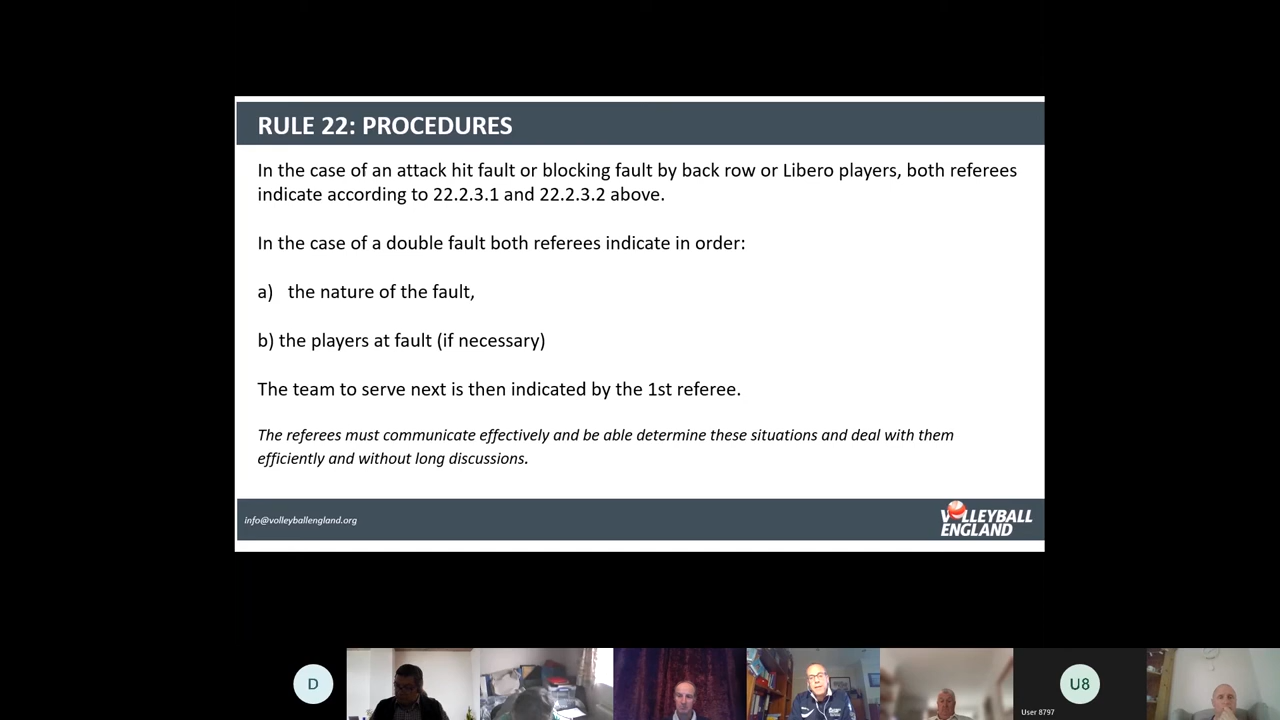 RULE 22: PROCEDURES
In the case of an attack hit fault or blocking fault by back row or Libero players, both referees
indicate according to 22.2.3.1 and 22.2.3.2 above.
In the case of a double fault both referees indicate in order:
a) the nature of the fault,
b) the players at fault (if necessary)
The team to serve next is then indicated by the 1st referee.
The referees must communicate effectively and be able determine these situations and deal with them
efficiently and without long discussions.
info@volleyballengland.org
VOLLEYBALL
ENGLAND
D
U8
User 8797